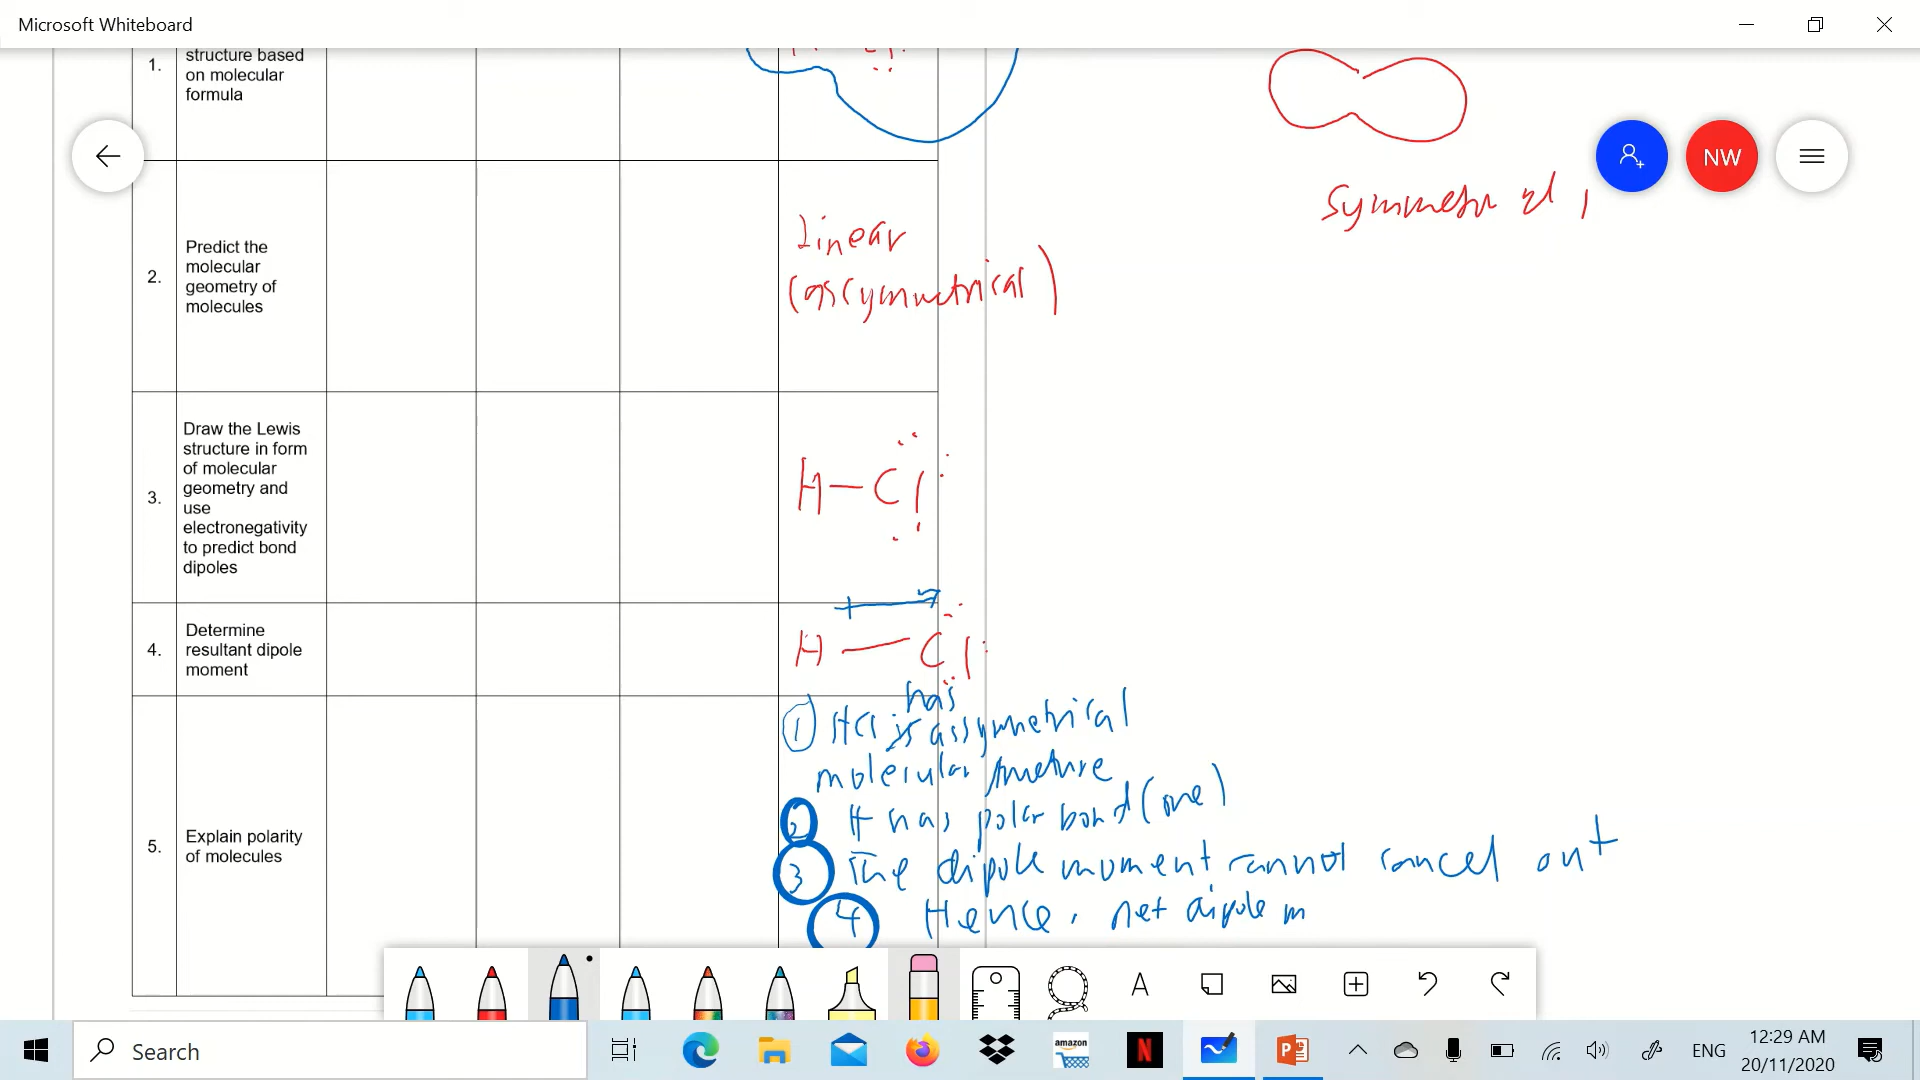 Microsoft Whiteboard
1.
structure based
on molecular
formula
NW
2.
Predict the
molecular
geometry of
molecules
Linear
(assymmetrical)
3.
Draw the Lewis
structure in form
of molecular
geometry and
use
electronegativity
to predict bond
dipoles
H—Cl
4.
Determine
resultant dipole
moment
H—Cl
5.
Explain polarity
of molecules
has
① HCl is assymetrical
molecular structure
② It has polar bond (one)
③ The dipole moment cannot cancel out
④ Hence, net dipole m
A
Search
amazon
N
ENG
12:29 AM
20/11/2020